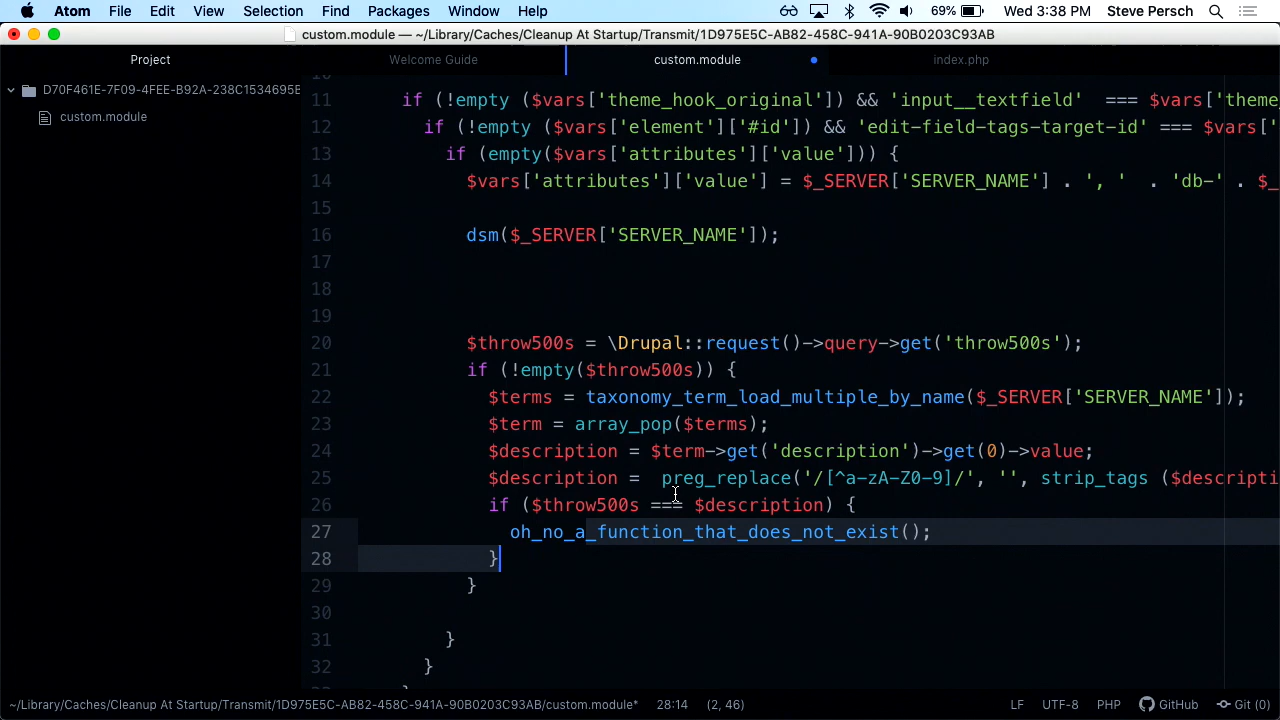 Atom File Edit View Selection Find Packages Window Help 69% Wed 3:38 PM Steve Persch
custom.module — ~/Library/Caches/Cleanup At Startup/Transmit/1D975E5C-AB82-458C-941A-90B0203C93AB
Project Welcome Guide custom.module index.php
D70F461E-7F09-4FEE-B92A-238C1534695E
custom.module
11 if (!empty ($vars['theme_hook_original']) && 'input__textfield'  === $vars['theme_
12 if (!empty ($vars['element']['#id']) && 'edit-field-tags-target-id' === $vars['
13 if (empty($vars['attributes']['value'])) {
14 $vars['attributes']['value'] = $_SERVER['SERVER_NAME'] . ', '  . 'db-' . $_
15
16 dsm($_SERVER['SERVER_NAME']);
17
18
19
20 $throw500s = \Drupal::request()->query->get('throw500s');
21 if (!empty($throw500s)) {
22 $terms = taxonomy_term_load_multiple_by_name($_SERVER['SERVER_NAME']);
23 $term = array_pop($terms);
24 $description = $term->get('description')->get(0)->value;
25 $description =  preg_replace('/[^a-zA-Z0-9]/', '', strip_tags ($descripti
26 if ($throw500s === $description) {
27 oh_no_a_function_that_does_not_exist();
28 }
29 }
30
31 }
32 }
~/Library/Caches/Cleanup At Startup/Transmit/1D975E5C-AB82-458C-941A-90B0203C93AB/custom.module* 28:14 (2, 46) LF UTF-8 PHP GitHub Git (0)